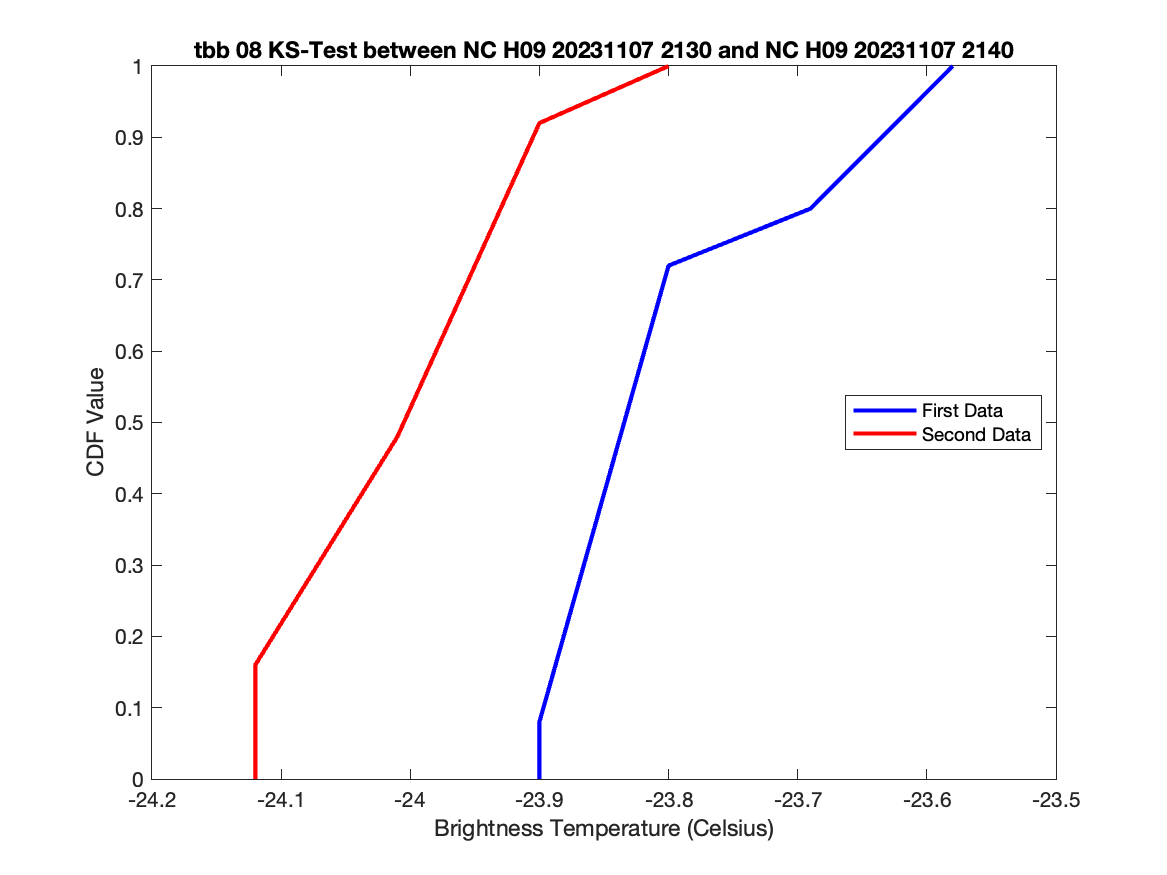 tbb 08 KS-Test between NC H09 20231107 2130 and NC H09 20231107 2140
1
0.9
0.8
0.7
0.6
0.5
0.4
0.3
0.2
0.1
0
CDF Value
First Data
Second Data
-24.2 -24.1 -24 -23.9 -23.8 -23.7 -23.6 -23.5
Brightness Temperature (Celsius)